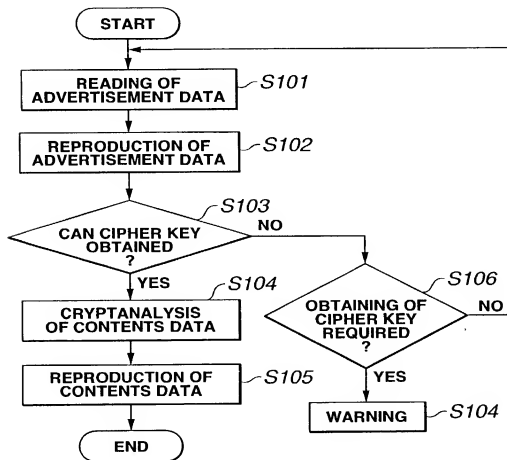 START
READING OF
ADVERTISEMENT DATA
S101
REPRODUCTION OF
ADVERTISEMENT DATA
S102
S103
CAN CIPHER KEY
OBTAINED
?
NO
YES
S104
CRYPTANALYSIS
OF CONTENTS DATA
REPRODUCTION OF
CONTENTS DATA
S105
END
S106
OBTAINING OF
CIPHER KEY
REQUIRED
?
NO
YES
WARNING
S104